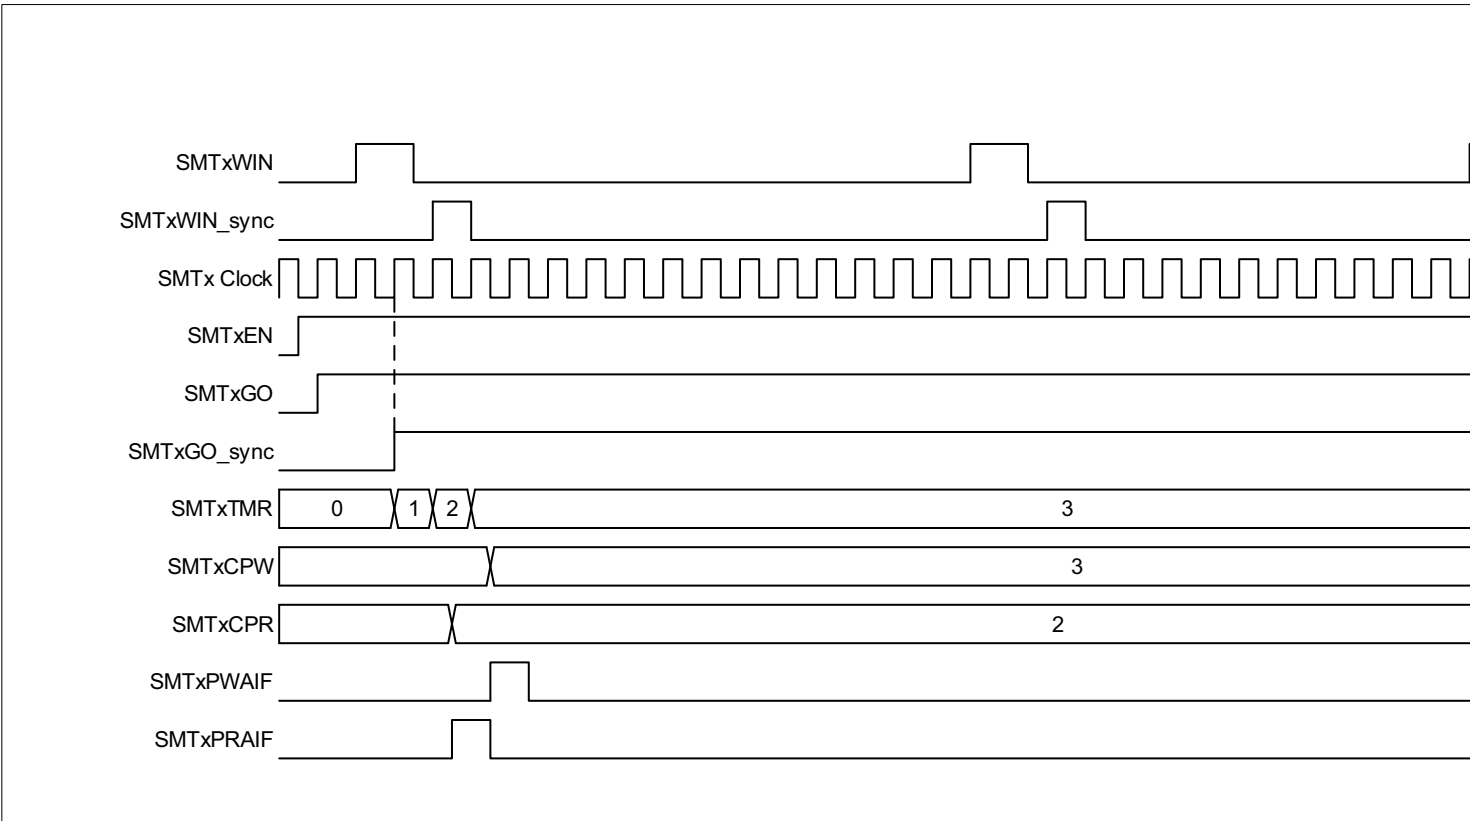 SMTxWIN
SMTxWIN_sync
SMTx Clock
SMTxEN
SMTxGO
SMTxGO_sync
SMTxTMR 0 1 2 3
SMTxCPW 3
SMTxCPR 2
SMTxPWAIF
SMTxPRAIF